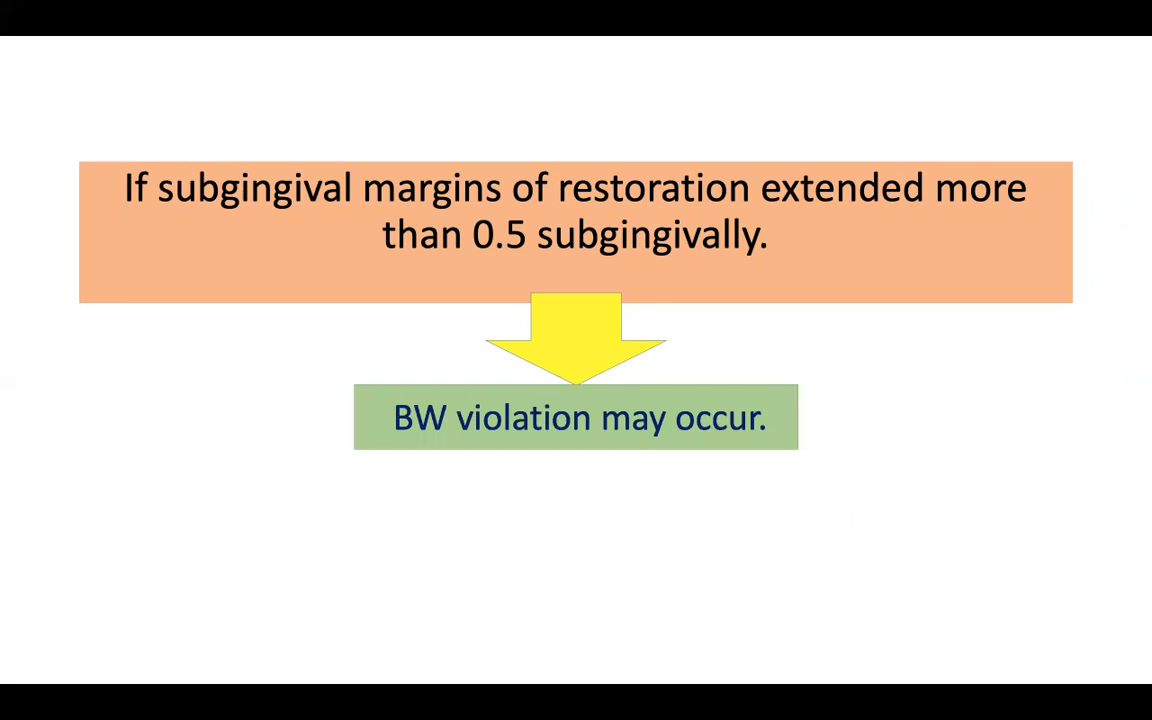 If subgingival margins of restoration extended more
than 0.5 subgingivally.
BW violation may occur.